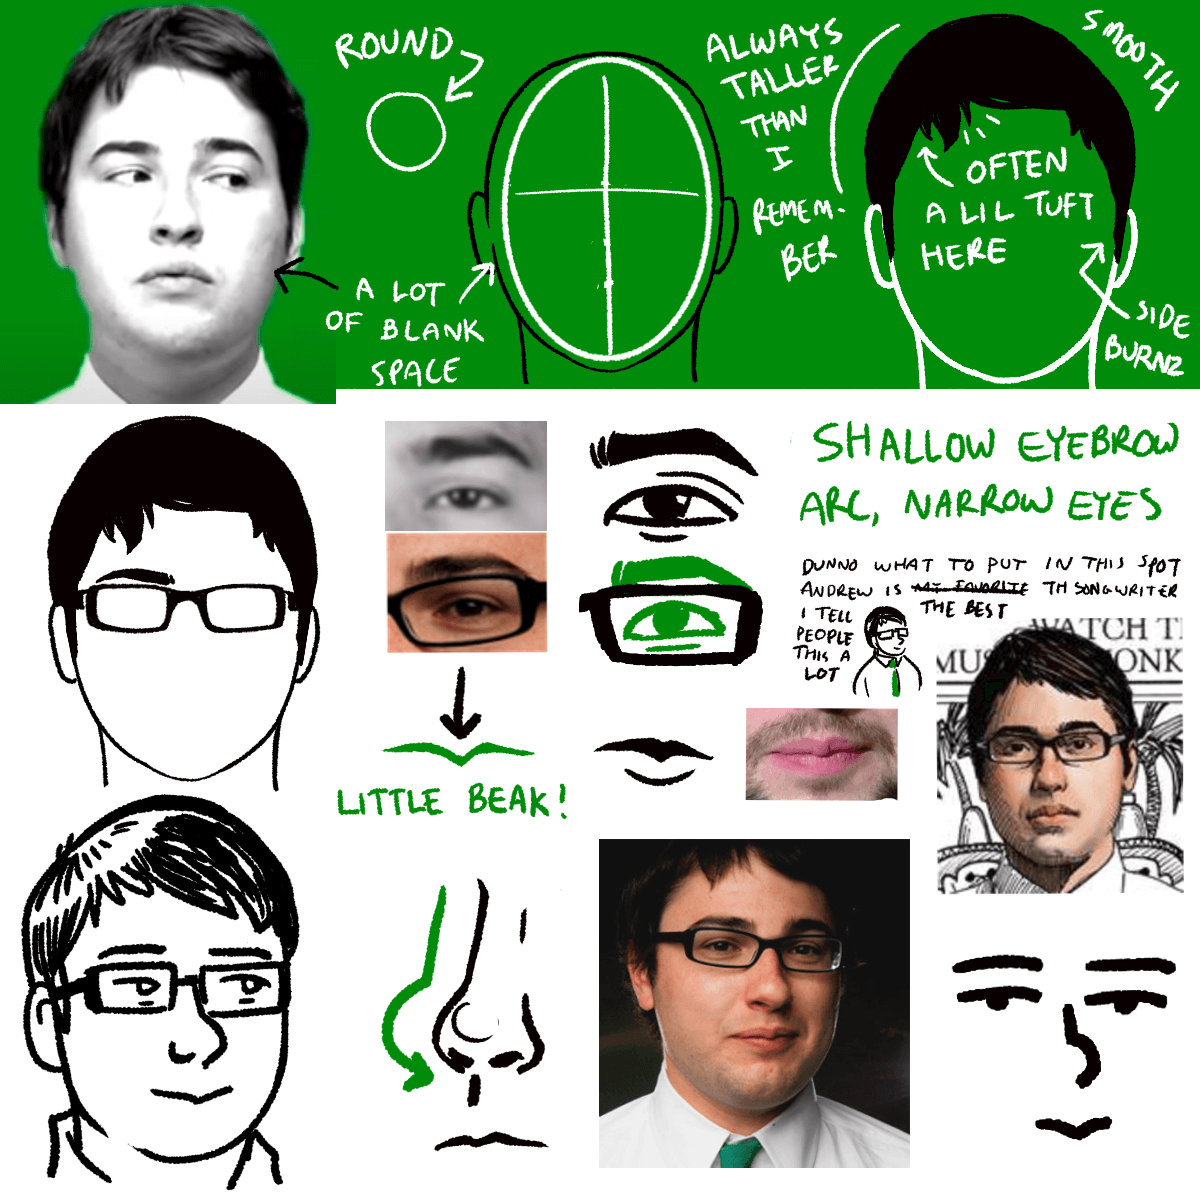 ROUND
A LOT
OF BLANK
SPACE
ALWAYS
TALLER
THAN
I
REMEM-
BER
SMOOTH
OFTEN
A LIL TUFT
HERE
SIDE
BURNZ
SHALLOW EYEBROW
ARC, NARROW EYES
DUNNO WHAT TO PUT IN THIS SPOT
ANDREW IS MY FAVORITE TH SONGWRITER
THE BEST
I TELL
PEOPLE
THIS A
LOT
WATCH T
MUS ONK
LITTLE BEAK!